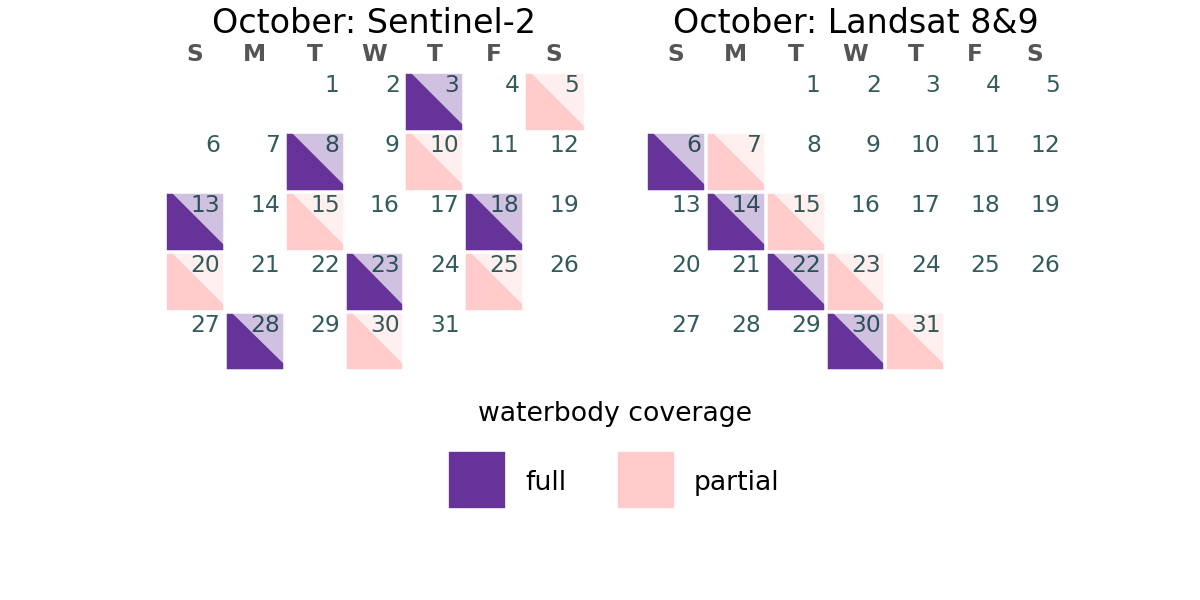 October: Sentinel-2
S M T W T F S
1 2 3 4 5
6 7 8 9 10 11 12
13 14 15 16 17 18 19
20 21 22 23 24 25 26
27 28 29 30 31
October: Landsat 8&9
S M T W T F S
1 2 3 4 5
6 7 8 9 10 11 12
13 14 15 16 17 18 19
20 21 22 23 24 25 26
27 28 29 30 31
waterbody coverage
full
partial